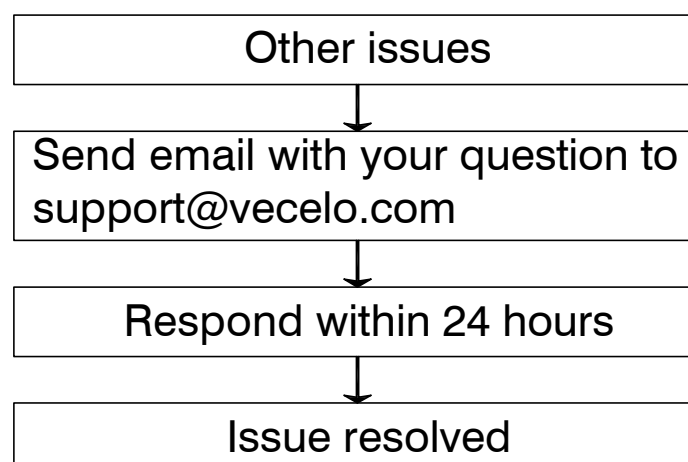 Other issues
Send email with your question to
support@vecelo.com
Respond within 24 hours
Issue resolved